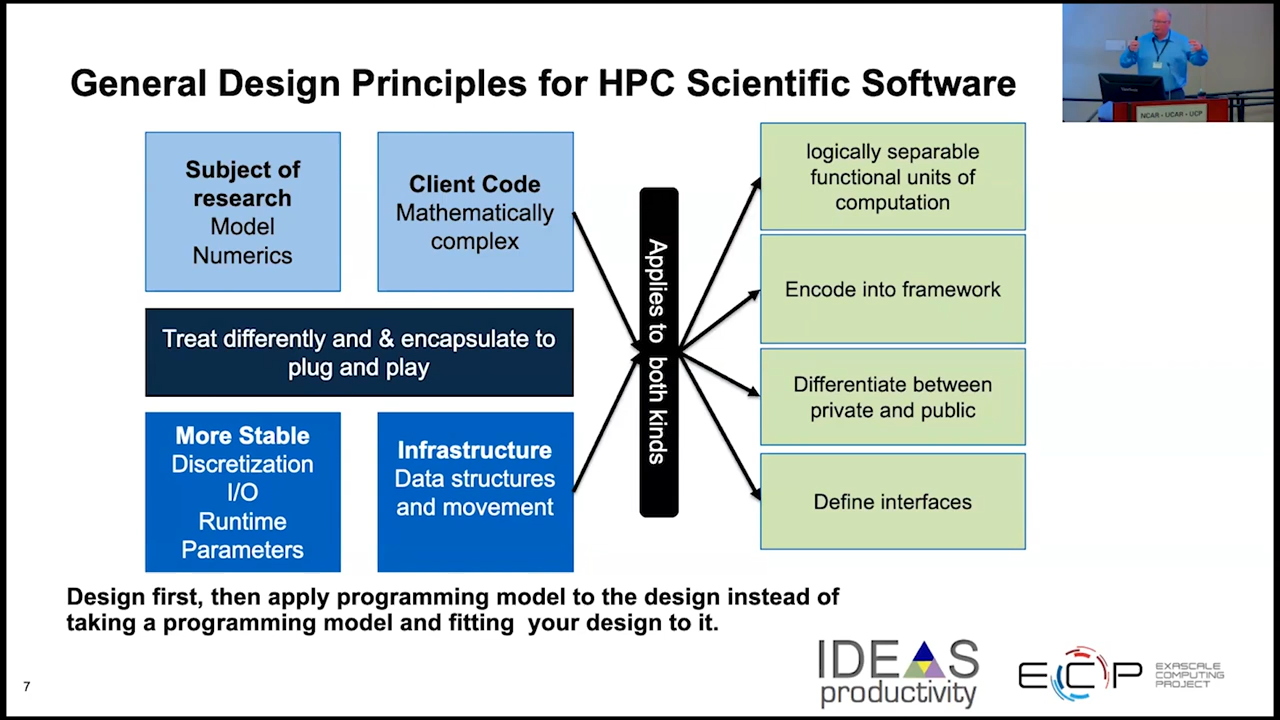 General Design Principles for HPC Scientific Software
Subject of
research
Model
Numerics
Client Code
Mathematically
complex
Treat differently and & encapsulate to
plug and play
More Stable
Discretization
I/O
Runtime
Parameters
Infrastructure
Data structures
and movement
Applies to both kinds
logically separable
functional units of
computation
Encode into framework
Differentiate between
private and public
Define interfaces
Design first, then apply programming model to the design instead of
taking a programming model and fitting your design to it.
7
IDEAS
productivity
ECP
EXASCALE
COMPUTING
PROJECT
NCAR - UCAR - UCP